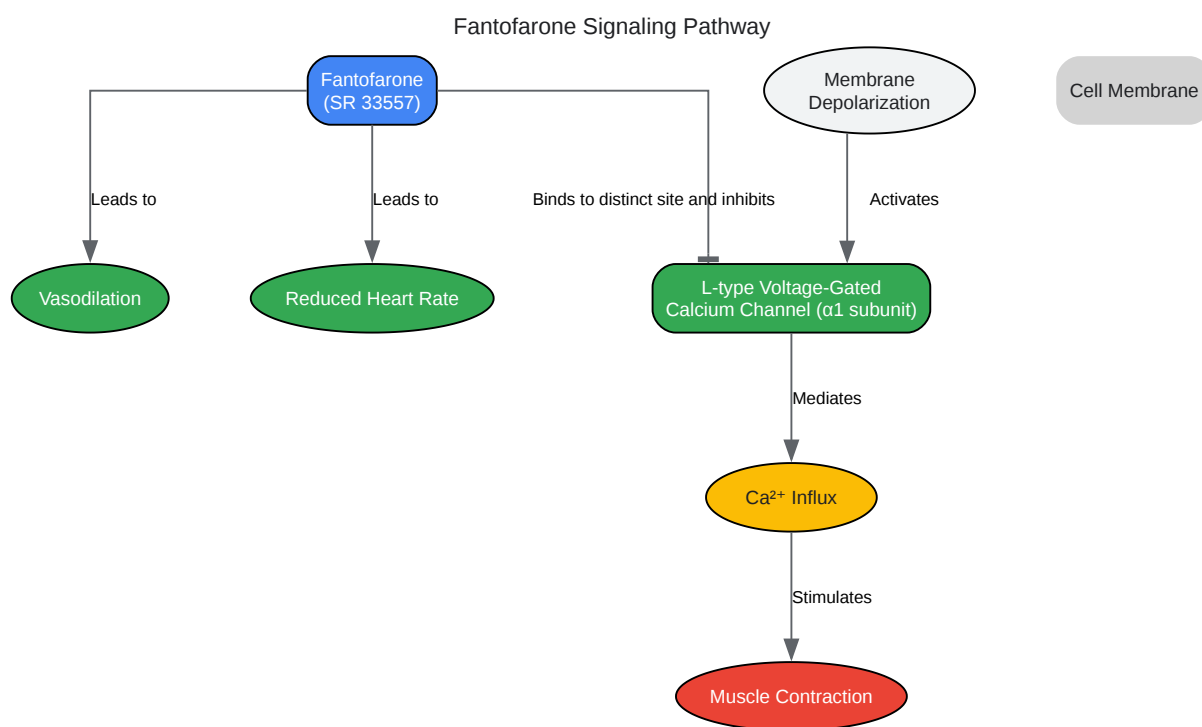 Fantofarone Signaling Pathway
Fantofarone
(SR 33557)
Membrane
Depolarization
Cell Membrane
Leads to
Leads to
Binds to distinct site and inhibits
Activates
Vasodilation
Reduced Heart Rate
L-type Voltage-Gated
Calcium Channel (α1 subunit)
Mediates
Ca²⁺ Influx
Stimulates
Muscle Contraction